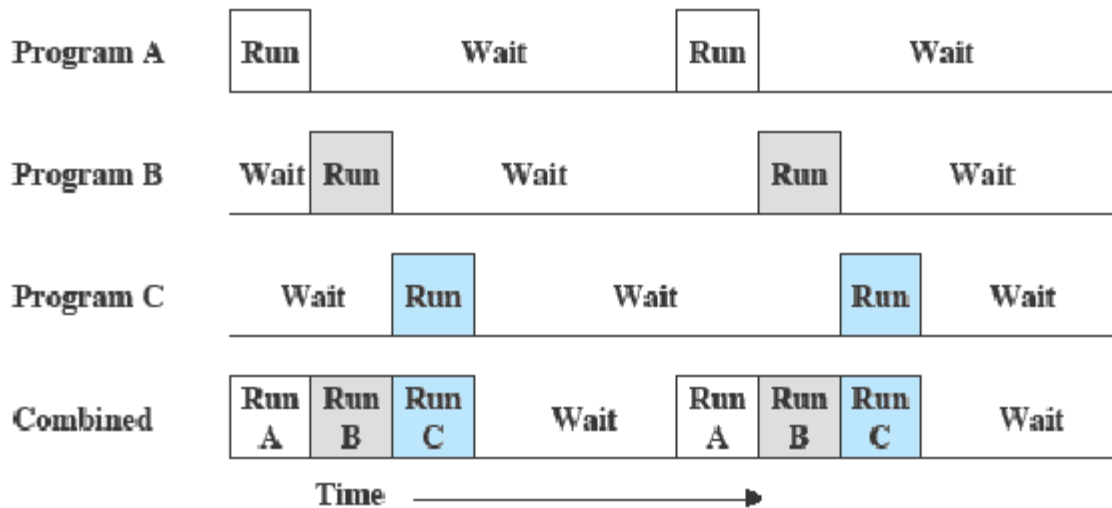 Program A Run Wait Run Wait
Program B Wait Run Wait Run Wait
Program C Wait Run Wait Run Wait
Combined Run A Run B Run C Wait Run A Run B Run C Wait
Time